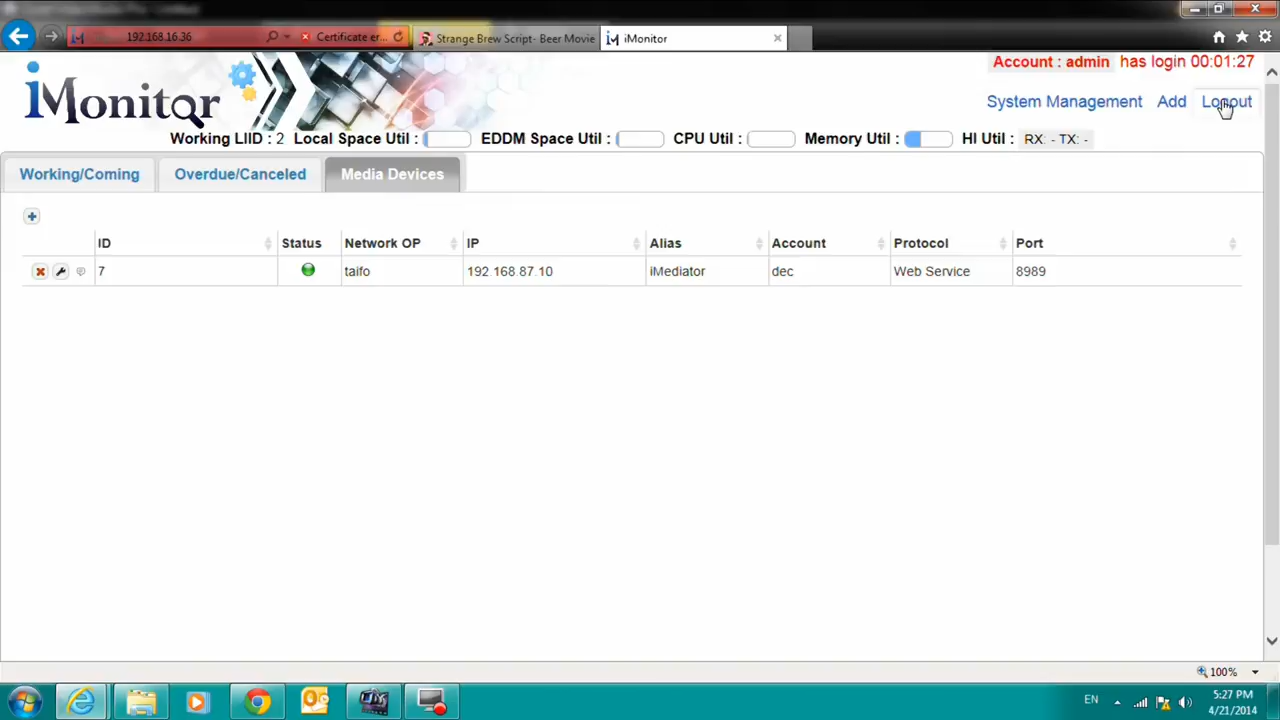 192.168.16.36
Certificate er...
Strange Brew Script- Beer Movie
iMonitor
iMonitor
Account : admin has login 00:01:27
System Management Add Logout
Working LIID : 2 Local Space Util : EDDM Space Util : CPU Util : Memory Util : HI Util : RX: - TX: -
Working/Coming Overdue/Canceled Media Devices
ID Status Network OP IP Alias Account Protocol Port
7 taifo 192.168.87.10 iMediator dec Web Service 8989
100%
EN
5:27 PM
4/21/2014